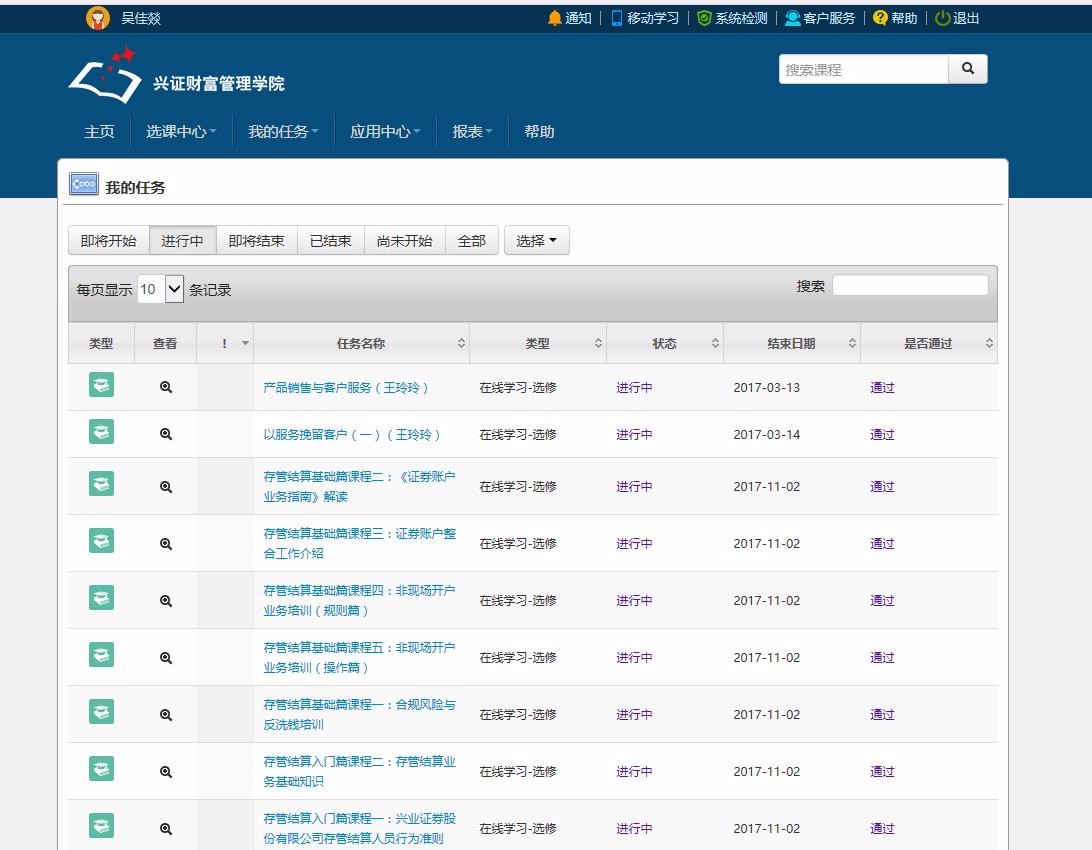 吴佳燚
通知 移动学习 系统检测 客户服务 帮助 退出
兴证财富管理学院
搜索课程
主页 选课中心 我的任务 应用中心 报表 帮助
Cobo 我的任务
即将开始 进行中 即将结束 已结束 尚未开始 全部 选择
每页显示 10 条记录 搜索
类型 查看 ! 任务名称 类型 状态 结束日期 是否通过
产品销售与客户服务（王玲玲） 在线学习-选修 进行中 2017-03-13 通过
以服务挽留客户（一）（王玲玲） 在线学习-选修 进行中 2017-03-14 通过
存管结算基础篇课程二：《证券账户
业务指南》解读 在线学习-选修 进行中 2017-11-02 通过
存管结算基础篇课程三：证券账户整
合工作介绍 在线学习-选修 进行中 2017-11-02 通过
存管结算基础篇课程四：非现场开户
业务培训（规则篇） 在线学习-选修 进行中 2017-11-02 通过
存管结算基础篇课程五：非现场开户
业务培训（操作篇） 在线学习-选修 进行中 2017-11-02 通过
存管结算基础篇课程一：合规风险与
反洗钱培训 在线学习-选修 进行中 2017-11-02 通过
存管结算入门篇课程二：存管结算业
务基础知识 在线学习-选修 进行中 2017-11-02 通过
存管结算入门篇课程一：兴业证券股
份有限公司存管结算人员行为准则 在线学习-选修 进行中 2017-11-02 通过